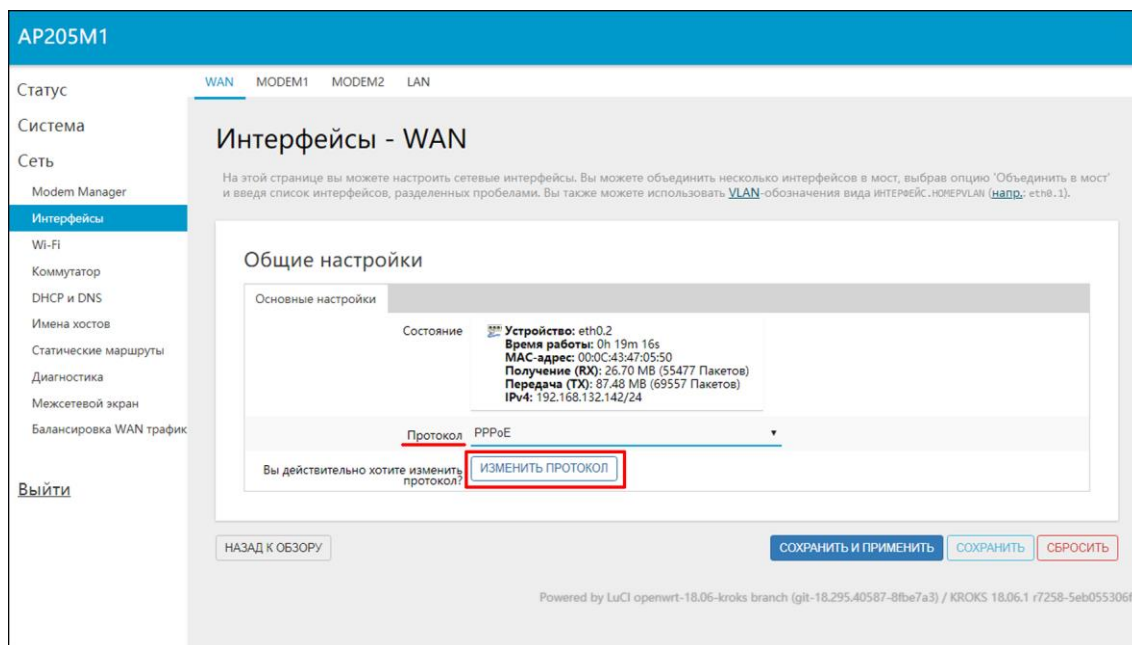 AP205M1
WAN MODEM1 MODEM2 LAN
Статус
Система
Сеть
Modem Manager
Интерфейсы
Wi-Fi
Коммутатор
DHCP и DNS
Имена хостов
Статические маршруты
Диагностика
Межсетевой экран
Балансировка WAN трафик
Выйти
Интерфейсы - WAN
На этой странице вы можете настроить сетевые интерфейсы. Вы можете объединить несколько интерфейсов в мост, выбрав опцию 'Объединить в мост'
и введя список интерфейсов, разделенных пробелами. Вы также можете использовать VLAN-обозначения вида ИНТЕРФЕЙС.НОМЕРVLAN (напр.: eth0.1).
Общие настройки
Основные настройки
Состояние
Устройство: eth0.2
Время работы: 0h 19m 16s
MAC-адрес: 00:0C:43:47:05:50
Получение (RX): 26.70 MB (55477 Пакетов)
Передача (TX): 87.48 MB (69557 Пакетов)
IPv4: 192.168.132.142/24
Протокол PPPoE
Вы действительно хотите изменить
протокол?
ИЗМЕНИТЬ ПРОТОКОЛ
НАЗАД К ОБЗОРУ СОХРАНИТЬ И ПРИМЕНИТЬ СОХРАНИТЬ СБРОСИТЬ
Powered by LuCI openwrt-18.06-kroks branch (git-18.295.40587-8fbe7a3) / KROKS 18.06.1 r7258-5eb055306f